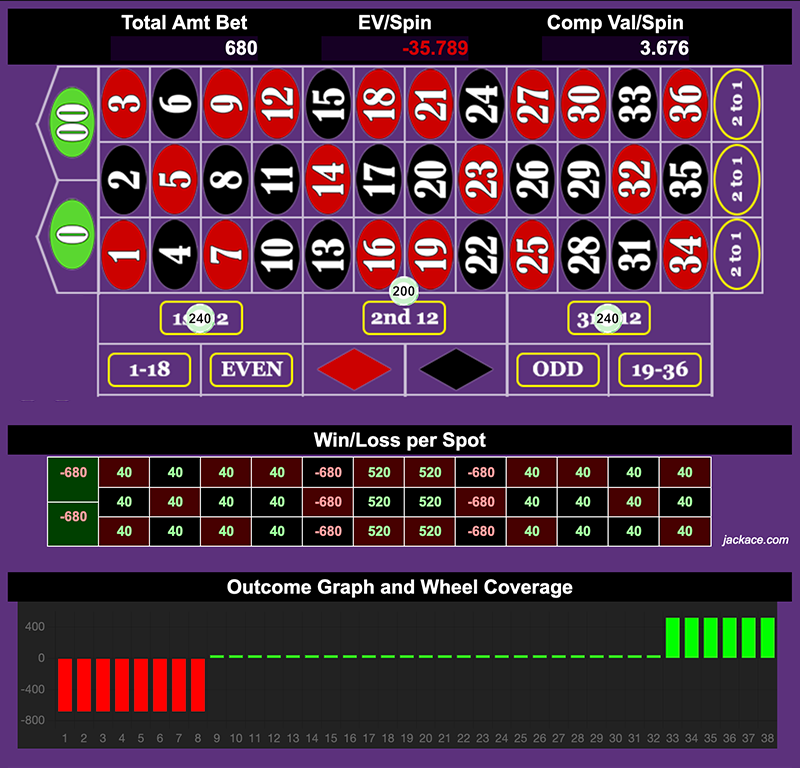 Total Amt Bet EV/Spin Comp Val/Spin
680 -35.789 3.676
00 3 6 9 12 15 18 21 24 27 30 33 36 2 to 1
2 5 8 11 14 17 20 23 26 29 32 35 2 to 1
0 1 4 7 10 13 16 19 22 25 28 31 34 2 to 1
200
240 2nd 12 240
1-18 EVEN ODD 19-36
Win/Loss per Spot
-680 40 40 40 40 -680 520 520 -680 40 40 40 40
40 40 40 40 -680 520 520 -680 40 40 40 40
-680 40 40 40 40 -680 520 520 -680 40 40 40 40
jackace.com
Outcome Graph and Wheel Coverage
400
0
-400
-800
1 2 3 4 5 6 7 8 9 10 11 12 13 14 15 16 17 18 19 20 21 22 23 24 25 26 27 28 29 30 31 32 33 34 35 36 37 38